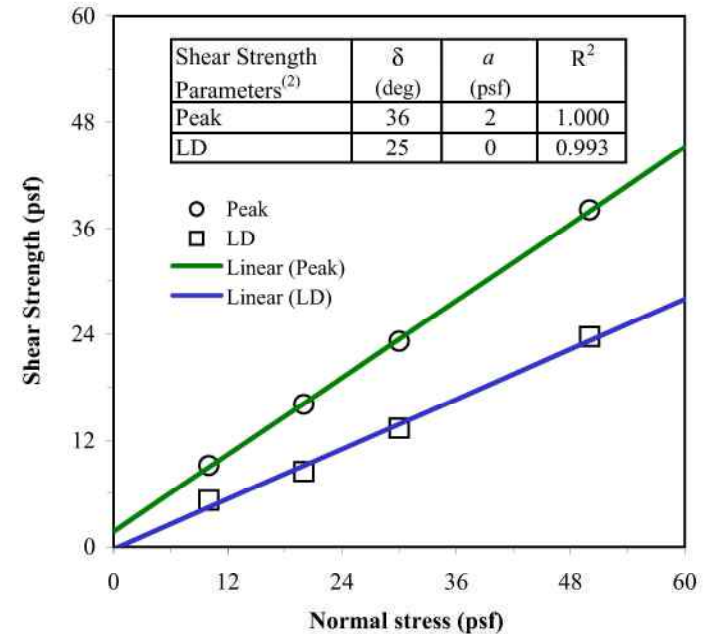 60
Shear Strength δ a R2
Parameters(2) (deg) (psf)
Peak 36 2 1.000
LD 25 0 0.993
48
Peak
LD
Linear (Peak)
Linear (LD)
36
24
12
0
Shear Strength (psf)
0 12 24 36 48 60
Normal stress (psf)